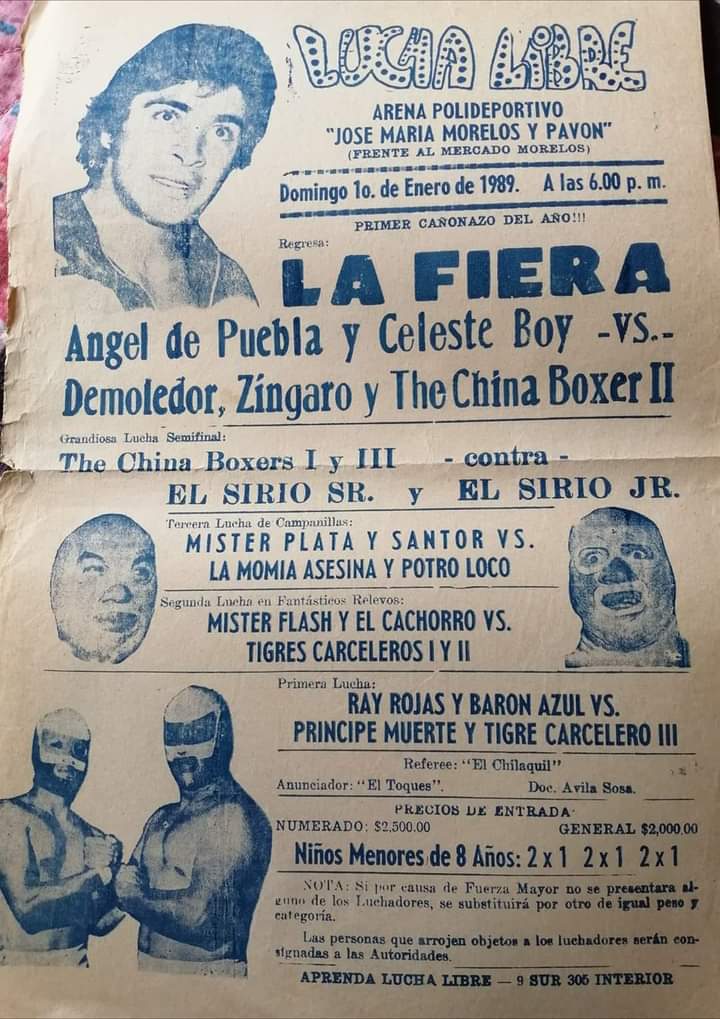 LUCHA LIBRE
ARENA POLIDEPORTIVO
"JOSE MARIA MORELOS Y PAVON"
(FRENTE AL MERCADO MORELOS)
Domingo 1o. de Enero de 1989. A las 6.00 p. m.
PRIMER CAÑONAZO DEL AÑO!!!
Regresa:
LA FIERA
Angel de Puebla y Celeste Boy -VS.-
Demoledor, Zíngaro y The China Boxer II
Grandiosa Lucha Semifinal:
The China Boxers I y III - contra -
EL SIRIO SR. y EL SIRIO JR.
Tercera Lucha de Campanillas:
MISTER PLATA Y SANTOR VS.
LA MOMIA ASESINA Y POTRO LOCO
Segunda Lucha en Fantásticos Relevos:
MISTER FLASH Y EL CACHORRO VS.
TIGRES CARCELEROS I Y II
Primera Lucha:
RAY ROJAS Y BARON AZUL VS.
PRINCIPE MUERTE Y TIGRE CARCELERO III
Referee: "El Chilaquil"
Anunciador: "El Toques". Doc. Avila Sosa.
PRECIOS DE ENTRADA
NUMERADO: $2,500.00 GENERAL $2,000.00
Niños Menores de 8 Años: 2 x 1 2 x 1 2 x 1
NOTA: Si por causa de Fuerza Mayor no se presentara al-
guno de los Luchadores, se substituirá por otro de igual peso y
categoría.
Las personas que arrojen objetos a los luchadores serán con-
signadas a las Autoridades.
APRENDA LUCHA LIBRE — 9 SUR 305 INTERIOR